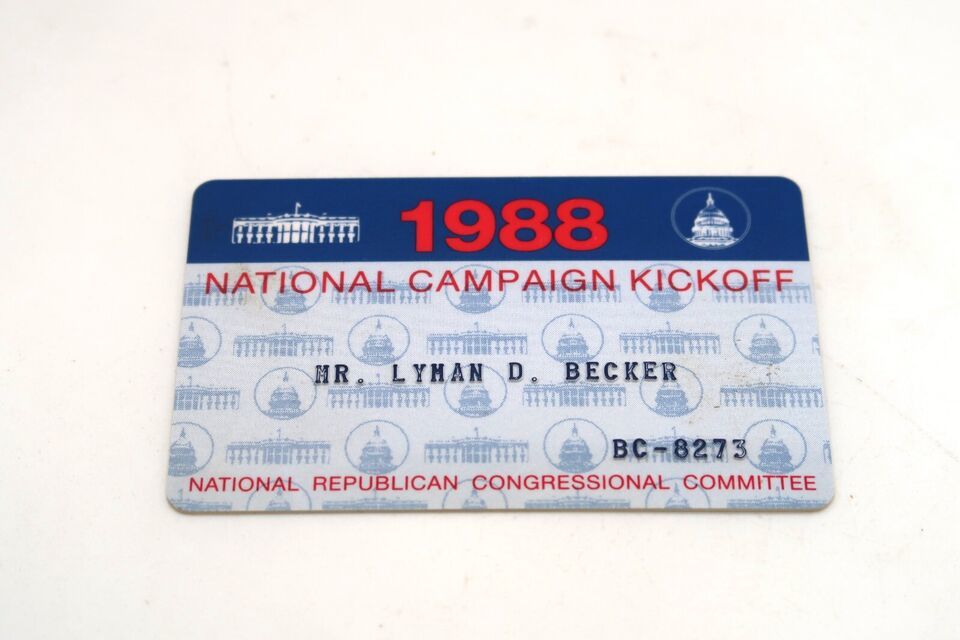 1988
NATIONAL CAMPAIGN KICKOFF
MR. LYMAN D. BECKER
BC-8273
NATIONAL REPUBLICAN CONGRESSIONAL COMMITTEE